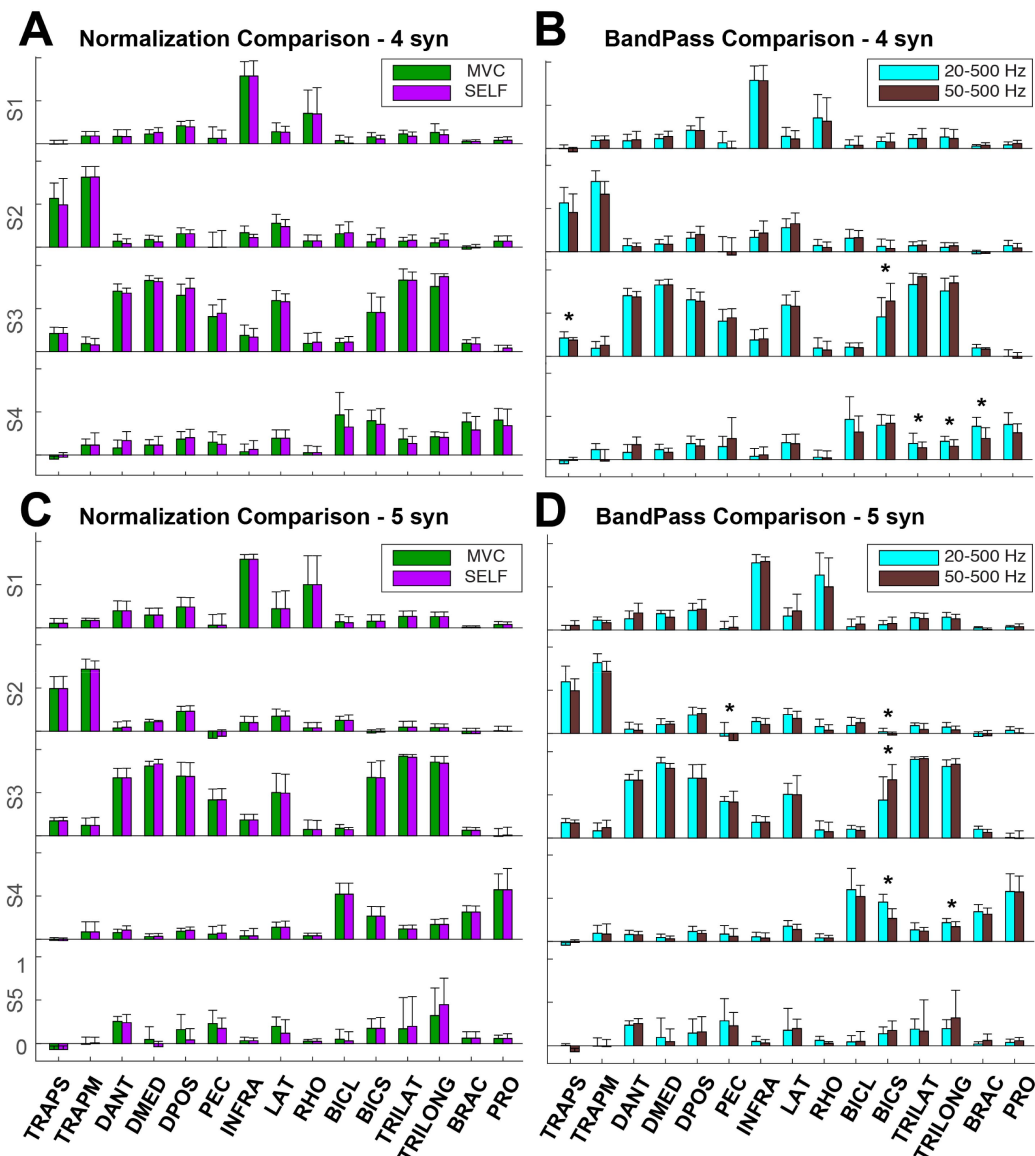 A
Normalization Comparison - 4 syn
MVC
SELF
S1
S2
S3
S4
B
BandPass Comparison - 4 syn
20-500 Hz
50-500 Hz
*
*
*
*
*
C
Normalization Comparison - 5 syn
MVC
SELF
S1
S2
S3
S4
1
S5
0
TRAPS
TRAPM
DANT
DMED
DPOS
PEC
INFRA
LAT
RHO
BICL
BICS
TRILAT
TRILONG
BRAC
PRO
D
BandPass Comparison - 5 syn
20-500 Hz
50-500 Hz
*
*
*
*
*
TRAPS
TRAPM
DANT
DMED
DPOS
PEC
INFRA
LAT
RHO
BICL
BICS
TRILAT
TRILONG
BRAC
PRO